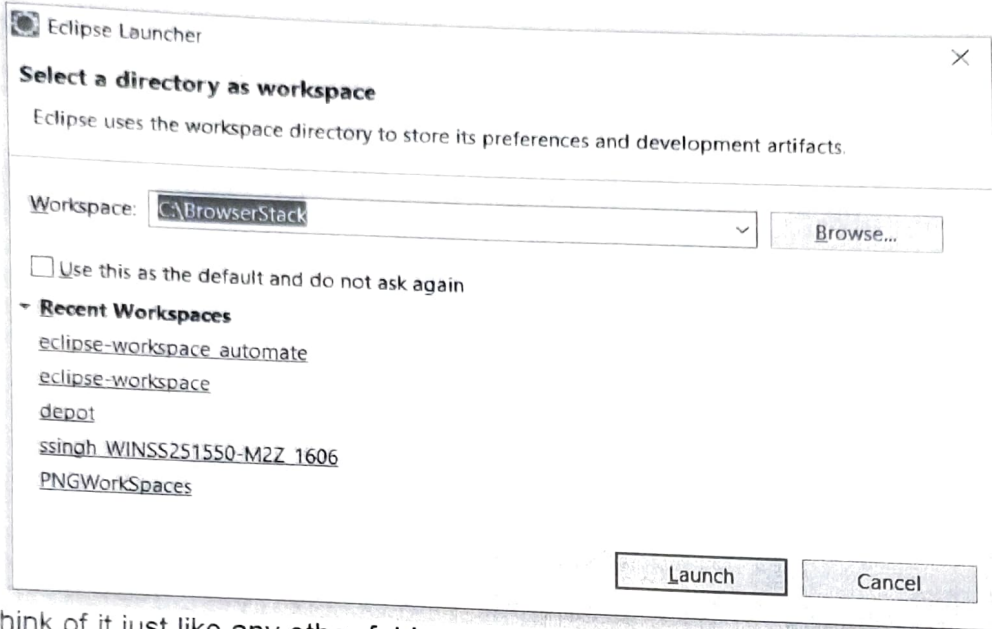 Eclipse Launcher
Select a directory as workspace
Eclipse uses the workspace directory to store its preferences and development artifacts.
Workspace: C:\BrowserStack Browse...
Use this as the default and do not ask again
Recent Workspaces
eclipse-workspace_automate
eclipse-workspace
depot
ssingh_WINSS251550-M2Z_1606
PNGWorkSpaces
Launch Cancel
of it just like any other